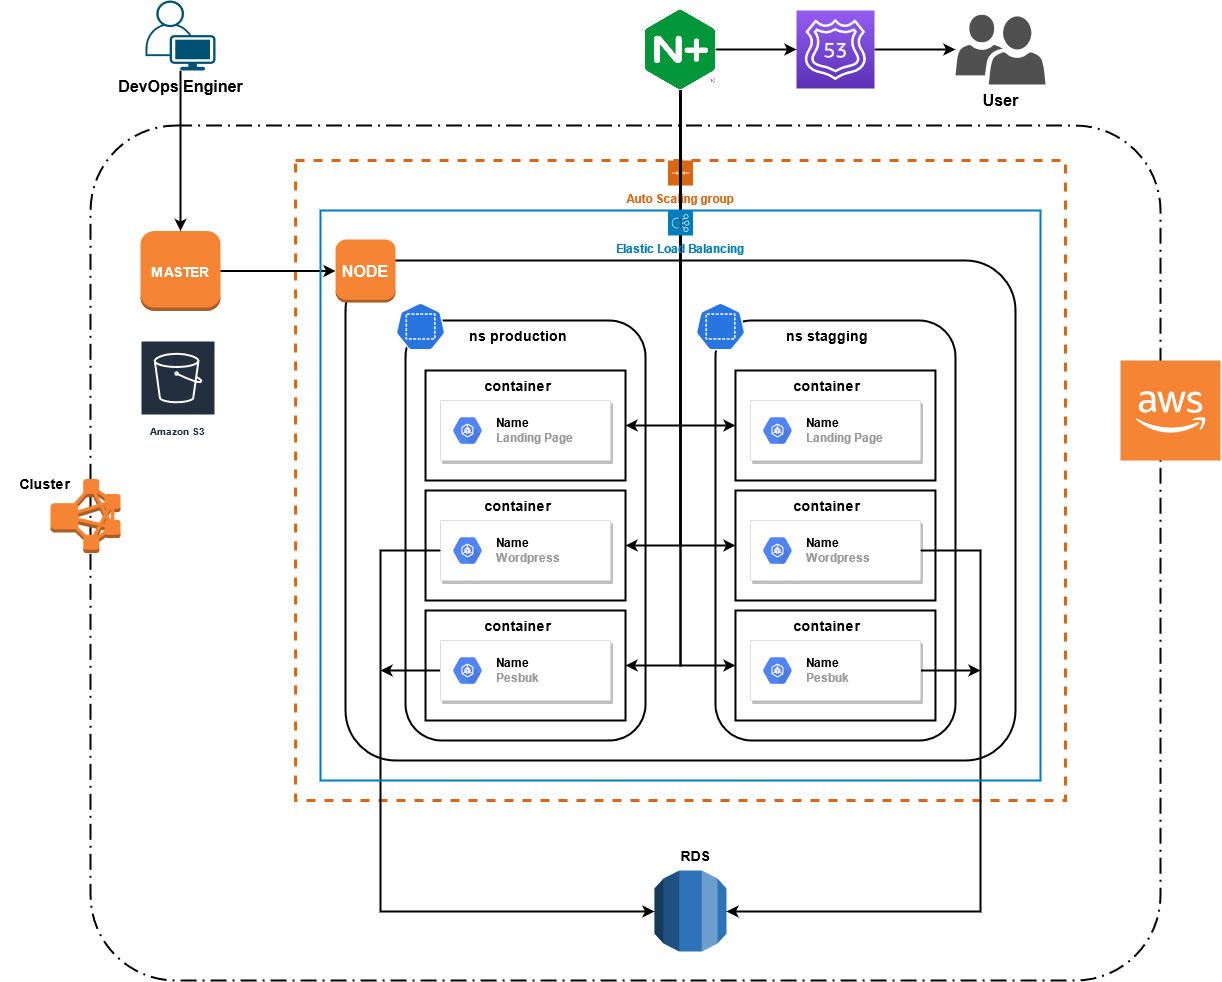 N+
53
DevOps Enginer
User
Auto Scaling group
Elastic Load Balancing
MASTER
NODE
ns production
ns stagging
container
Name
Landing Page
container
Name
Landing Page
aws
Amazon S3
Cluster
container
Name
Wordpress
container
Name
Wordpress
container
Name
Pesbuk
container
Name
Pesbuk
RDS